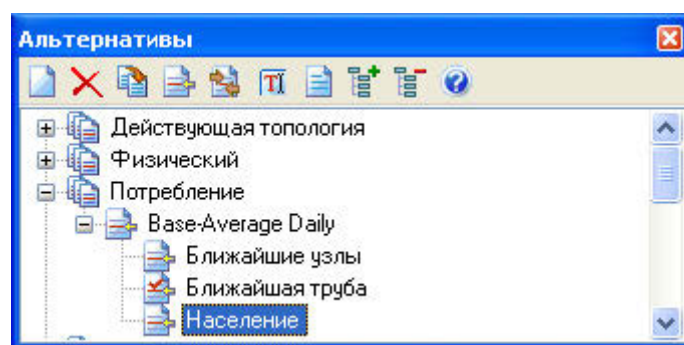 Альтернативы
Действующая топология
Физический
Потребление
Base-Average Daily
Ближайшие узлы
Ближайшая труба
Население